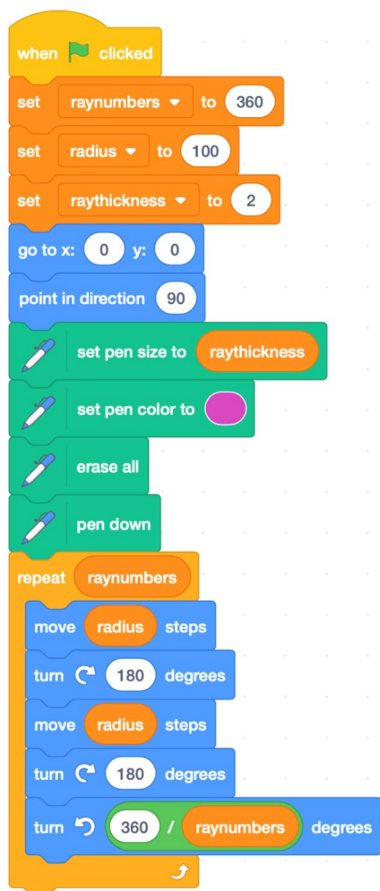 when clicked
set raynumbers to 360
set radius to 100
set raythickness to 2
go to x: 0 y: 0
point in direction 90
set pen size to raythickness
set pen color to
erase all
pen down
repeat raynumbers
move radius steps
turn 180 degrees
move radius steps
turn 180 degrees
turn 360 / raynumbers degrees